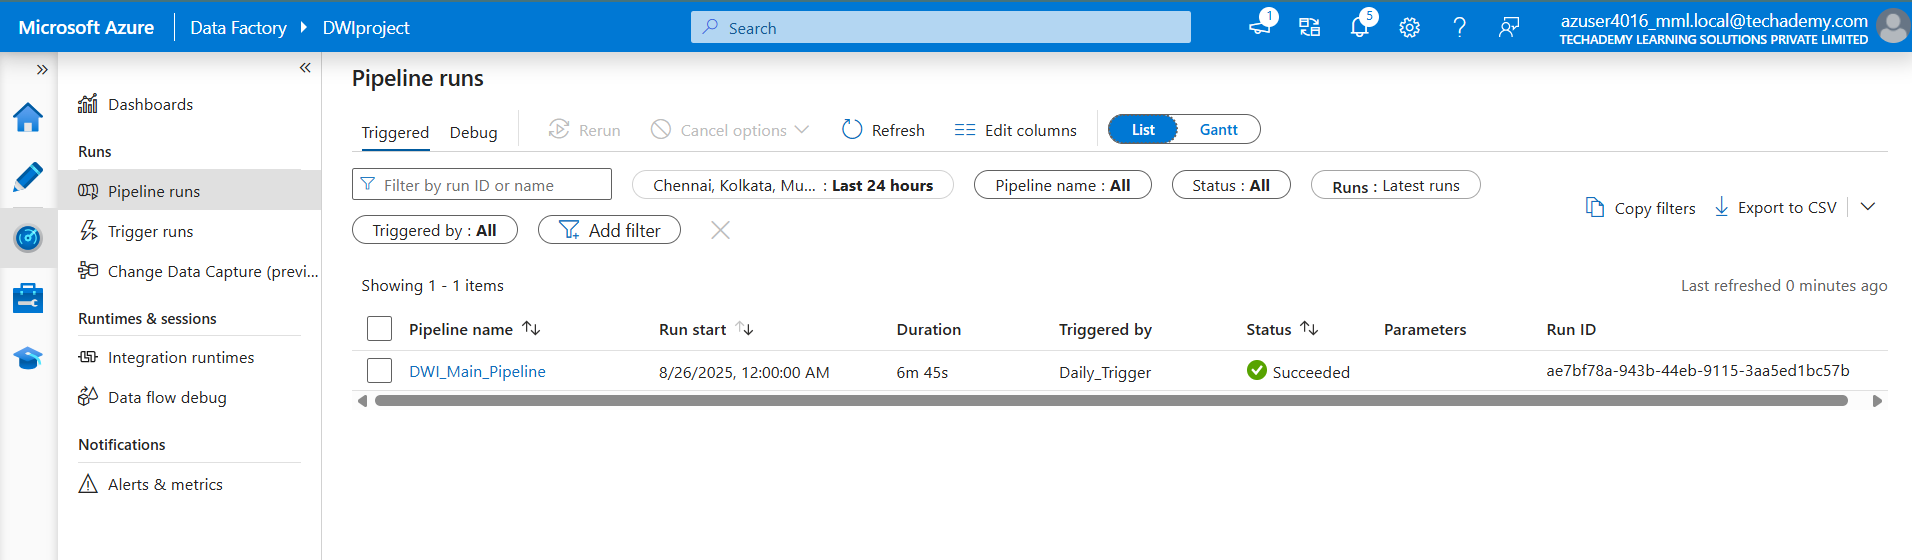 Microsoft Azure
Data Factory
DWIproject
Search
1
5
azuser4016_mml.local@techademy.com
TECHADEMY LEARNING SOLUTIONS PRIVATE LIMITED
Dashboards
Runs
Pipeline runs
Trigger runs
Change Data Capture (previ...
Runtimes & sessions
Integration runtimes
Data flow debug
Notifications
Alerts & metrics
Pipeline runs
Triggered Debug Rerun Cancel options Refresh Edit columns List Gantt
Filter by run ID or name Chennai, Kolkata, Mu... : Last 24 hours Pipeline name : All Status : All Runs : Latest runs
Copy filters Export to CSV
Triggered by : All Add filter
Showing 1 - 1 items
Last refreshed 0 minutes ago
Pipeline name Run start Duration Triggered by Status Parameters Run ID
DWI_Main_Pipeline 8/26/2025, 12:00:00 AM 6m 45s Daily_Trigger Succeeded ae7bf78a-943b-44eb-9115-3aa5ed1bc57b